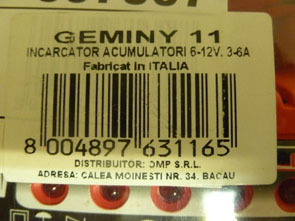 GEMINY 11
INCARCATOR ACUMULATORI 6-12V. 3-6A
Fabricat in ITALIA
8 004897 631165
DISTRIBUITOR: DMP S.R.L.
ADRESA: CALEA MOINESTI NR. 34. BACAU